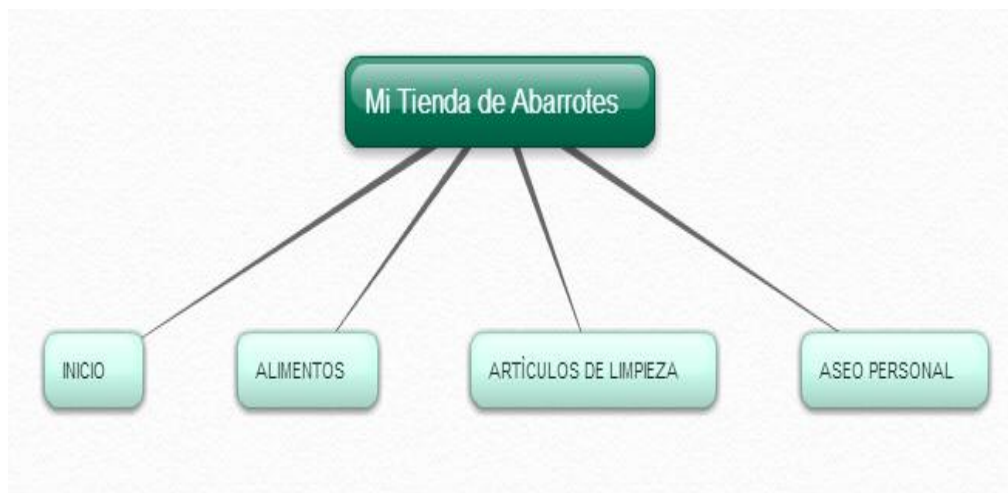 Mi Tienda de Abarrotes
INICIO
ALIMENTOS
ARTÌCULOS DE LIMPIEZA
ASEO PERSONAL